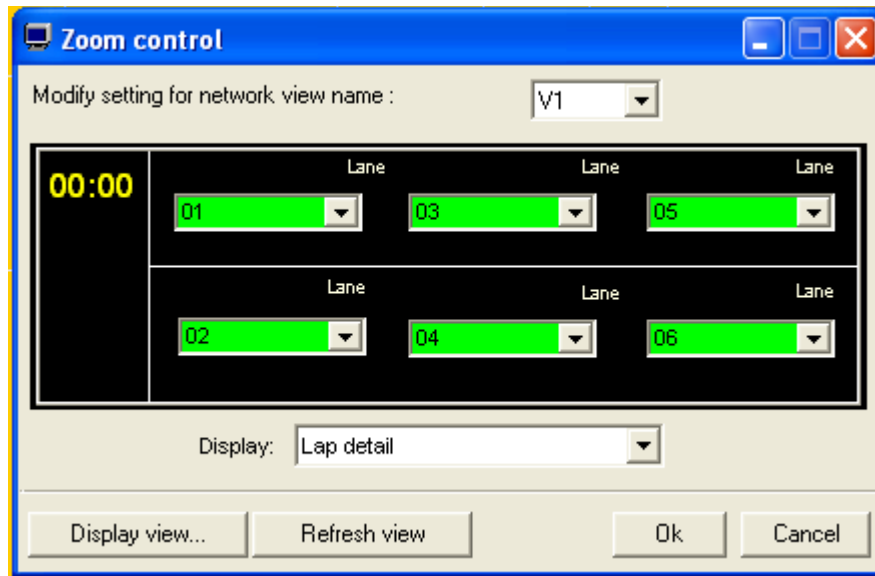 Zoom control
Modify setting for network view name :
V1
00:00
Lane
Lane
Lane
01
03
05
Lane
Lane
Lane
02
04
06
Display:
Lap detail
Display view...
Refresh view
Ok
Cancel